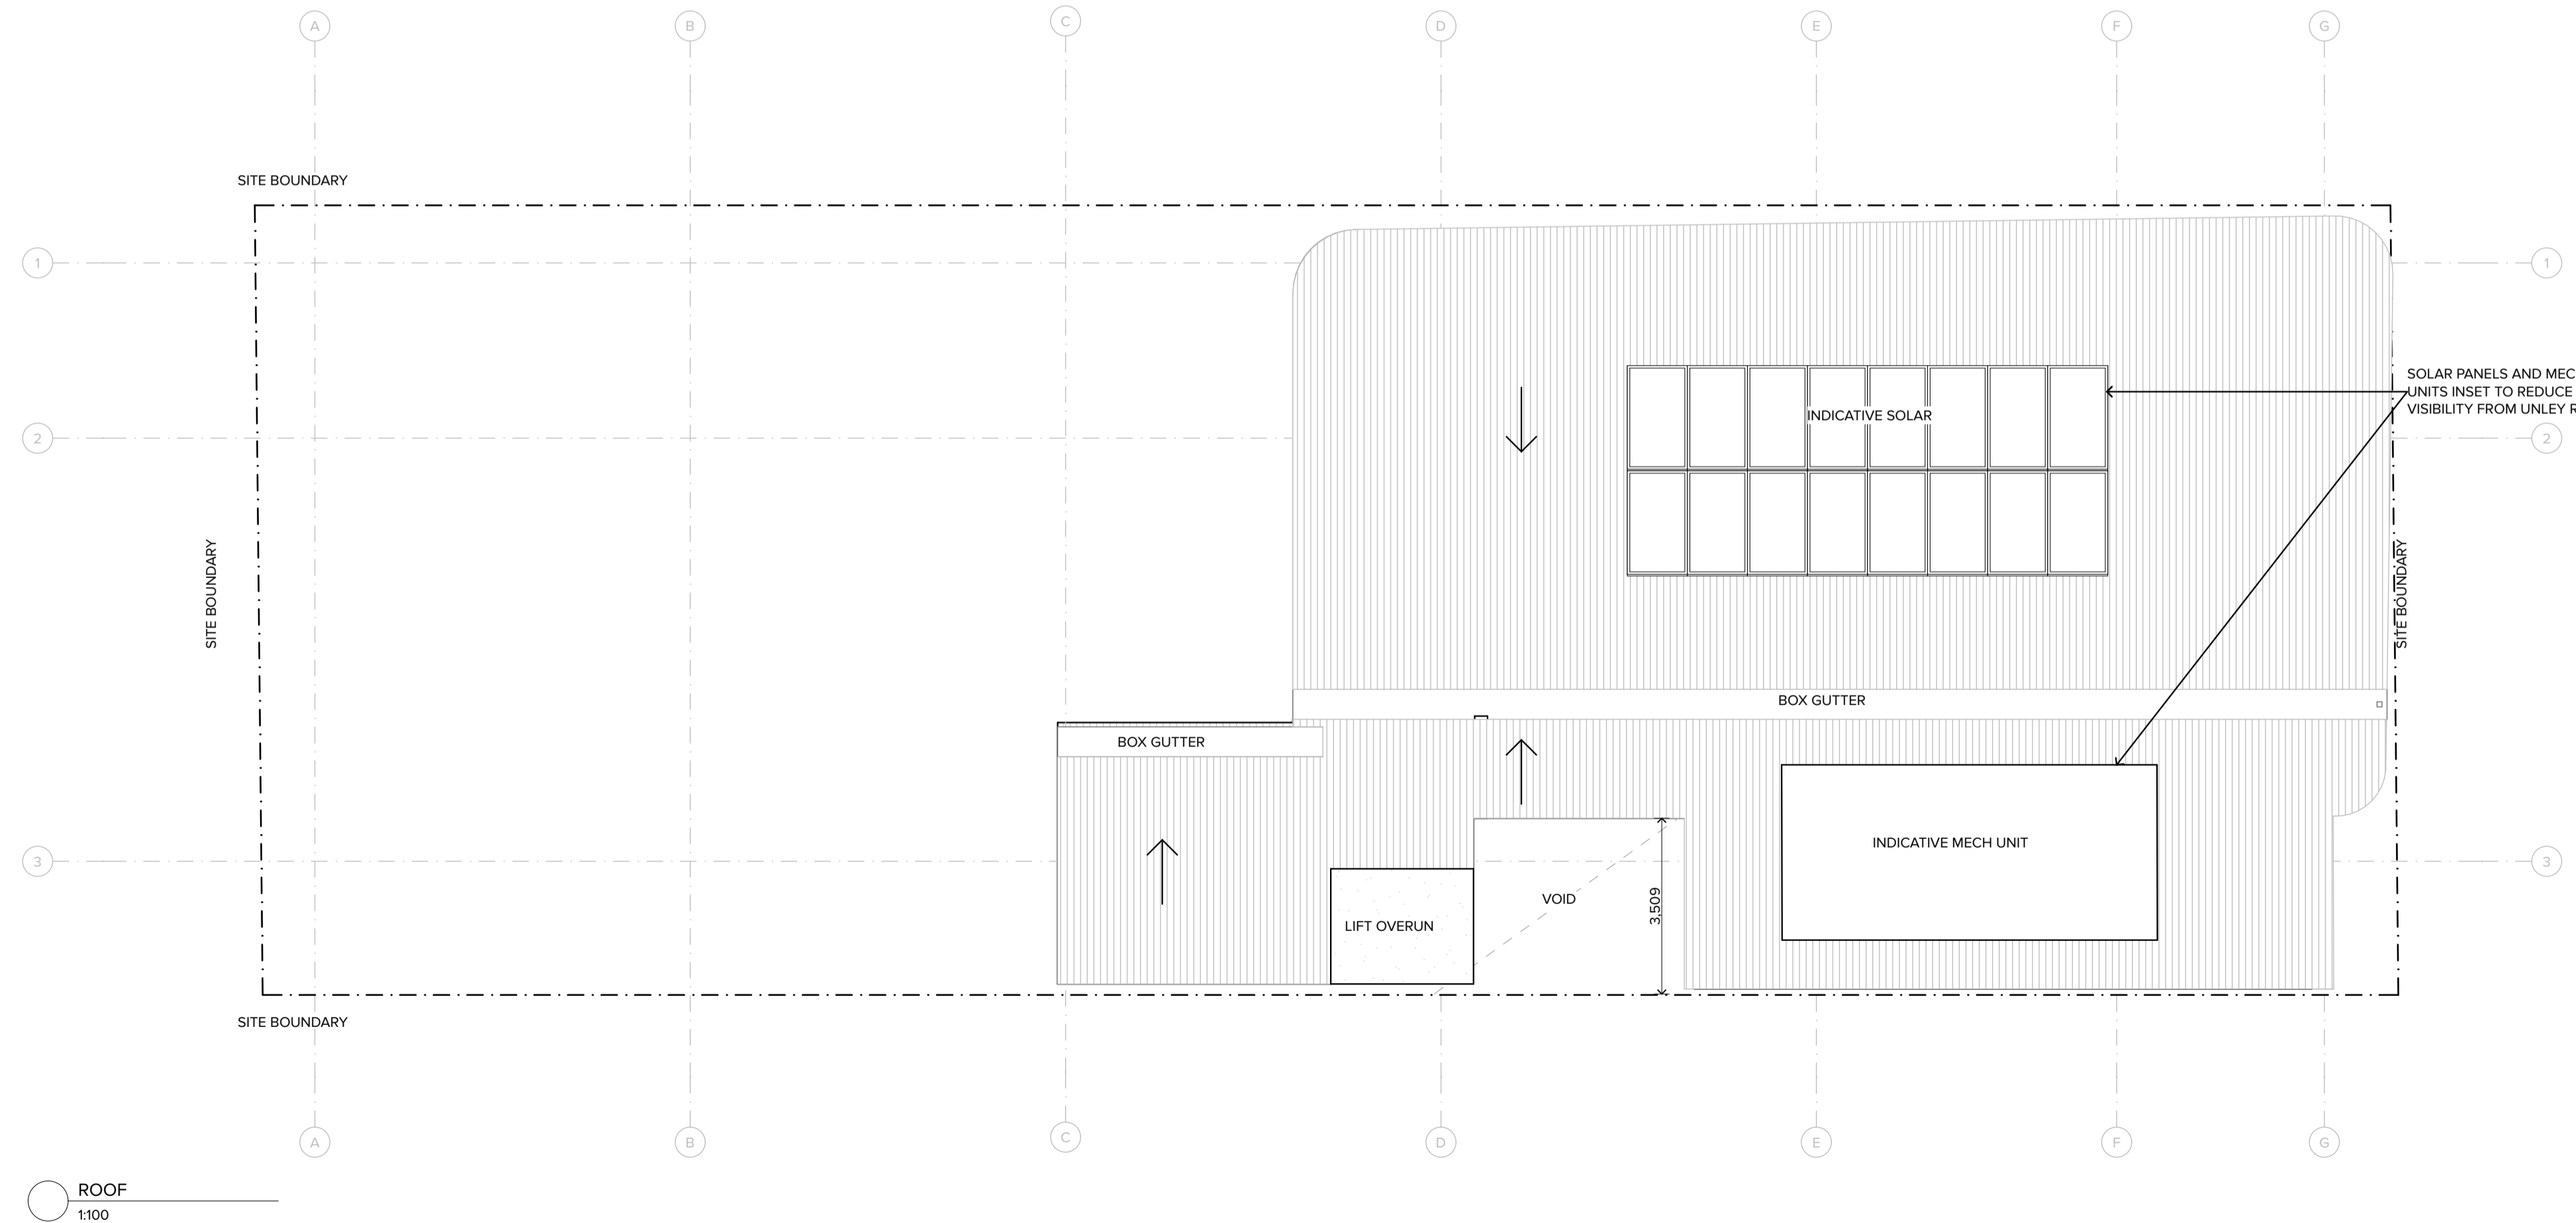 A B C D E F G
SITE BOUNDARY
1 1
SOLAR PANELS AND MEC
UNITS INSET TO REDUCE
VISIBILITY FROM UNLEY R
INDICATIVE SOLAR
2 2
SITE BOUNDARY
SITE BOUNDARY
BOX GUTTER
BOX GUTTER
INDICATIVE MECH UNIT
3 3
VOID
3,509
LIFT OVERUN
SITE BOUNDARY
A B C D E F G
ROOF
1:100